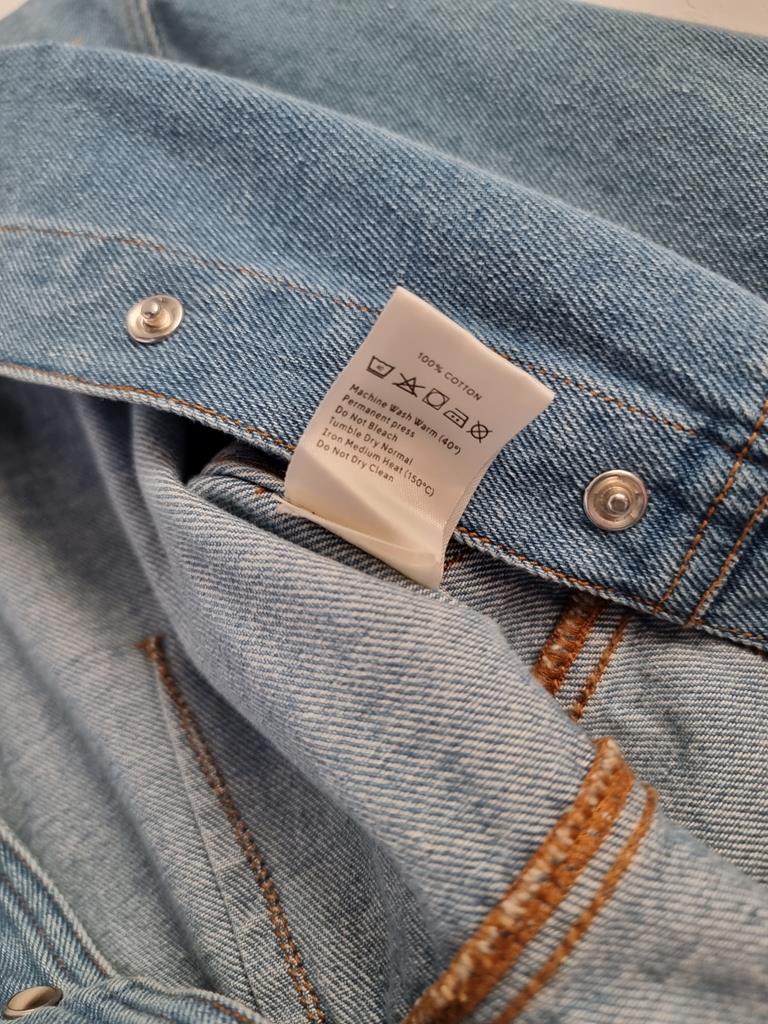 100% COTTON
Machine Wash Warm (40°)
Permanent press
Do Not Bleach
Tumble Dry Normal
Iron Medium Heat (150°C)
Do Not Dry Clean